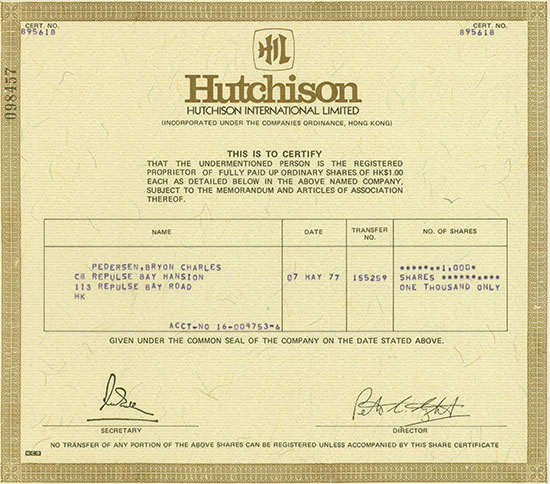 CERT. NO.
895618
CERT. NO.
895618
098457
HIL
Hutchison
HUTCHISON INTERNATIONAL LIMITED
(INCORPORATED UNDER THE COMPANIES ORDINANCE, HONG KONG)
THIS IS TO CERTIFY
THAT THE UNDERMENTIONED PERSON IS THE REGISTERED
PROPRIETOR OF FULLY PAID UP ORDINARY SHARES OF HK$1.00
EACH AS DETAILED BELOW IN THE ABOVE NAMED COMPANY,
SUBJECT TO THE MEMORANDUM AND ARTICLES OF ASSOCIATION
THEREOF.
NAME DATE TRANSFER NO. NO. OF SHARES
PEDERSEN,BRYON CHARLES
C8 REPULSE BAY MANSION
113 REPULSE BAY ROAD
HK
ACCT-NO 16-009753-6
07 MAY 77
155259
*******1,000*
SHARES **********
ONE THOUSAND ONLY
GIVEN UNDER THE COMMON SEAL OF THE COMPANY ON THE DATE STATED ABOVE.
SECRETARY
DIRECTOR
NO TRANSFER OF ANY PORTION OF THE ABOVE SHARES CAN BE REGISTERED UNLESS ACCOMPANIED BY THIS SHARE CERTIFICATE
NCR